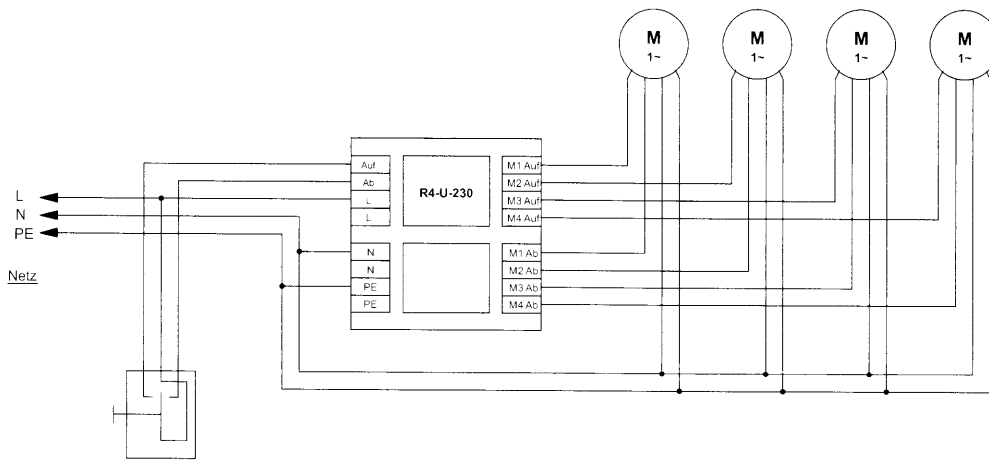 M
1~
M
1~
M
1~
M
1~
Auf
Ab
L
L
R4-U-230
M1 Auf
M2 Auf
M3 Auf
M4 Auf
L
N
PE
Netz
N
N
PE
PE
M1 Ab
M2 Ab
M3 Ab
M4 Ab